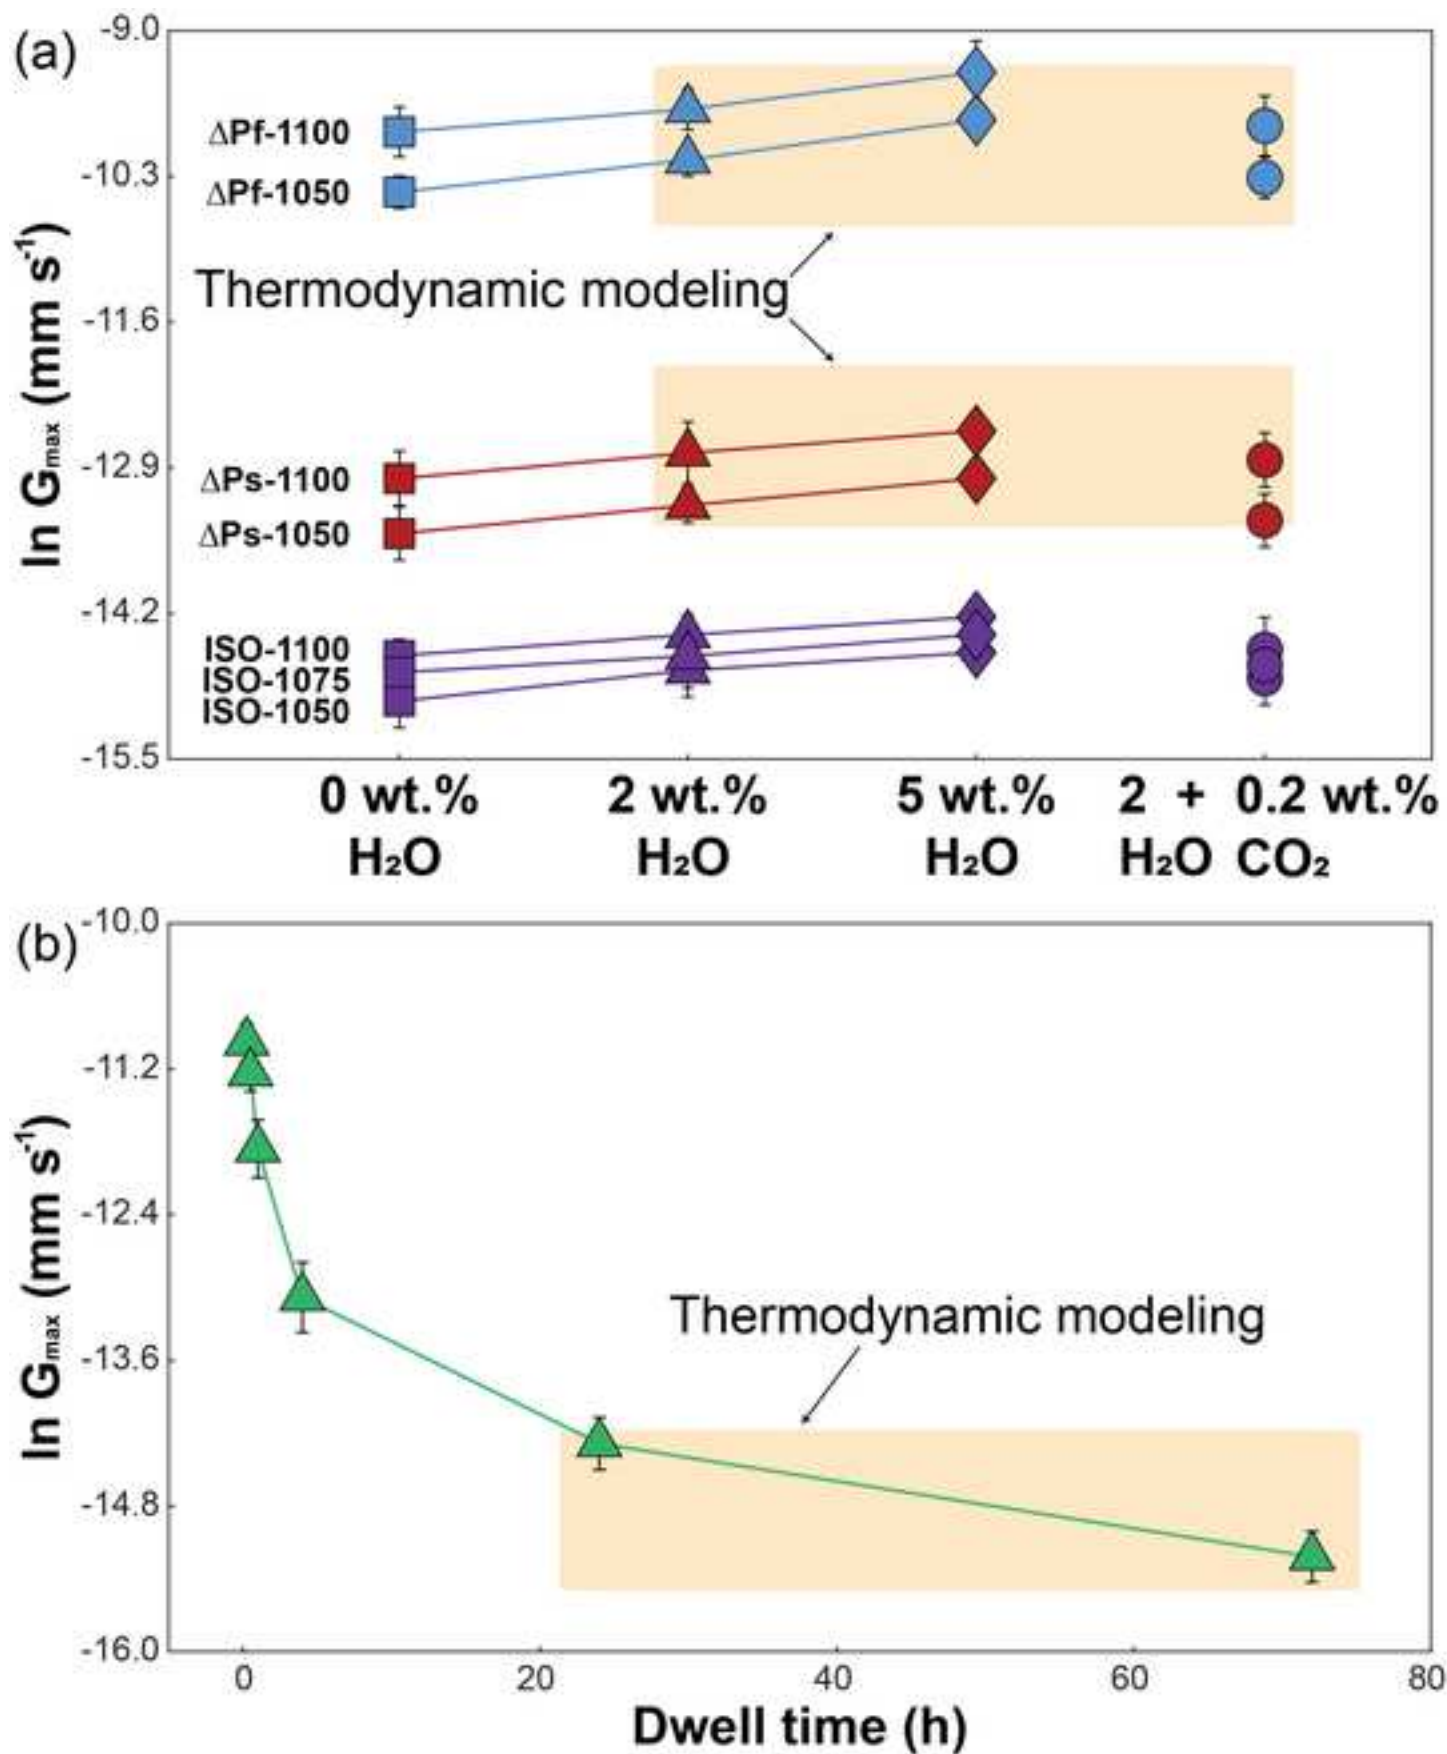 (a)
ln Gmax (mm s-1)
-9.0
-10.3
-11.6
-12.9
-14.2
-15.5
ΔPf-1100
ΔPf-1050
Thermodynamic modeling
ΔPs-1100
ΔPs-1050
ISO-1100
ISO-1075
ISO-1050
0 wt.% 2 wt.% 5 wt.% 2 + 0.2 wt.%
H₂O H₂O H₂O H₂O CO₂
(b)
ln Gmax (mm s-1)
-10.0
-11.2
-12.4
-13.6
-14.8
-16.0
Thermodynamic modeling
0 20 40 60 80
Dwell time (h)